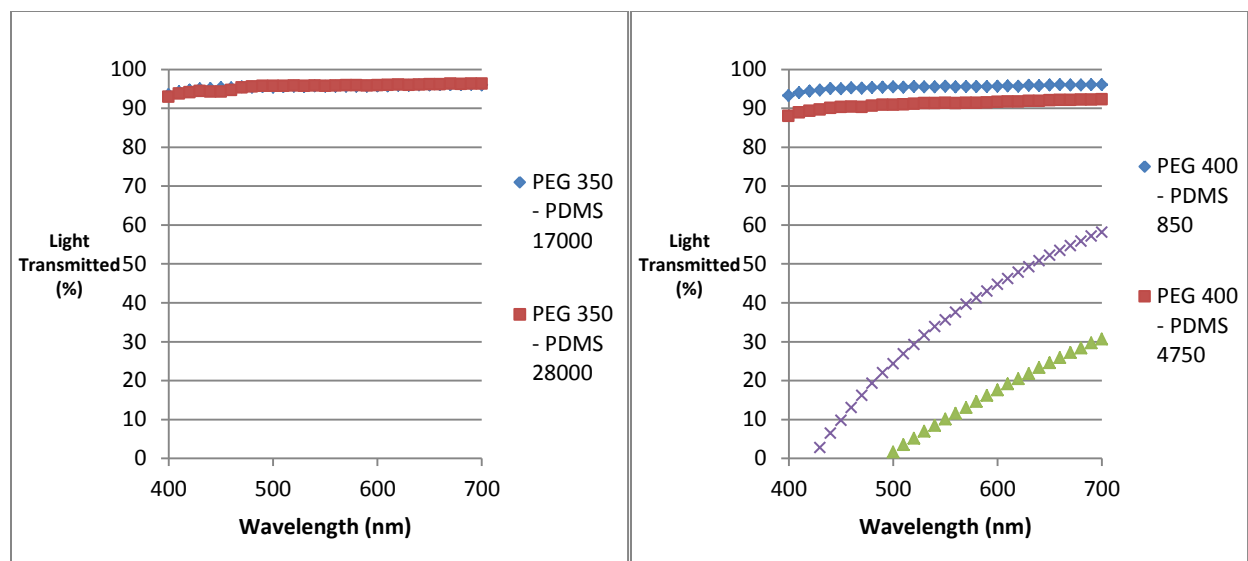 100
90
80
70
60
50
40
30
20
10
0
400
500
600
700
Light
Transmitted
(%)
Wavelength (nm)
PEG 350
- PDMS
17000
PEG 350
- PDMS
28000
100
90
80
70
60
50
40
30
20
10
0
400
500
600
700
Light
Transmitted
(%)
Wavelength (nm)
PEG 400
- PDMS
850
PEG 400
- PDMS
4750